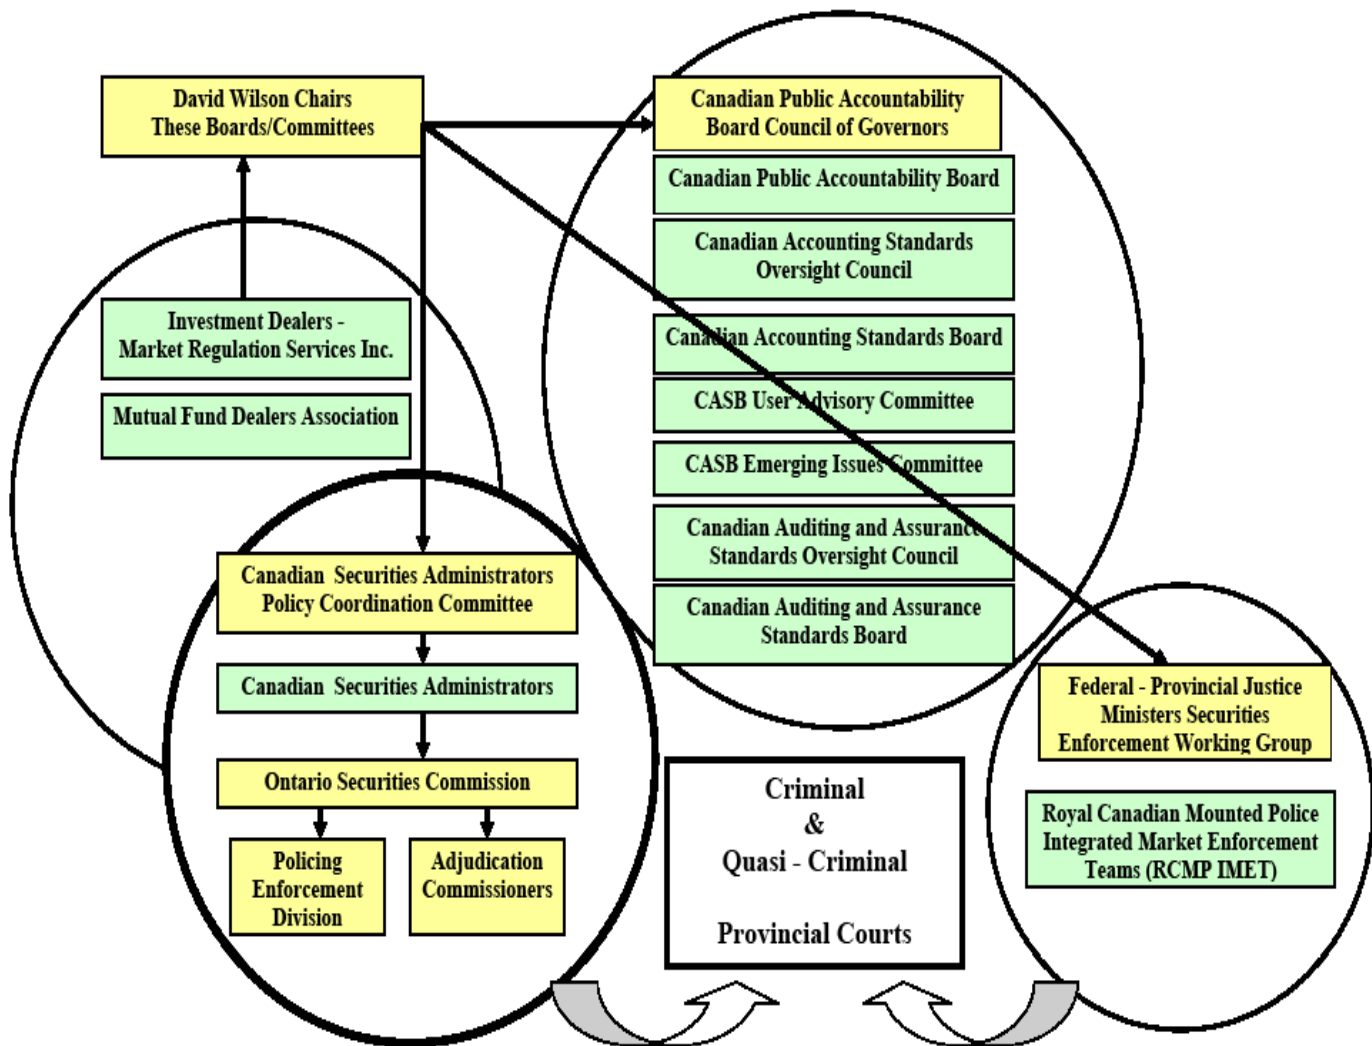 David Wilson Chairs
These Boards/Committees
Canadian Public Accountability
Board Council of Governors
Canadian Public Accountability Board
Canadian Accounting Standards
Oversight Council
Canadian Accounting Standards Board
CASB User Advisory Committee
CASB Emerging Issues Committee
Canadian Auditing and Assurance
Standards Oversight Council
Canadian Auditing and Assurance
Standards Board
Investment Dealers -
Market Regulation Services Inc.
Mutual Fund Dealers Association
Canadian Securities Administrators
Policy Coordination Committee
Canadian Securities Administrators
Ontario Securities Commission
Policing
Enforcement
Division
Adjudication
Commissioners
Criminal
&
Quasi - Criminal
Provincial Courts
Federal - Provincial Justice
Ministers Securities
Enforcement Working Group
Royal Canadian Mounted Police
Integrated Market Enforcement
Teams (RCMP IMET)